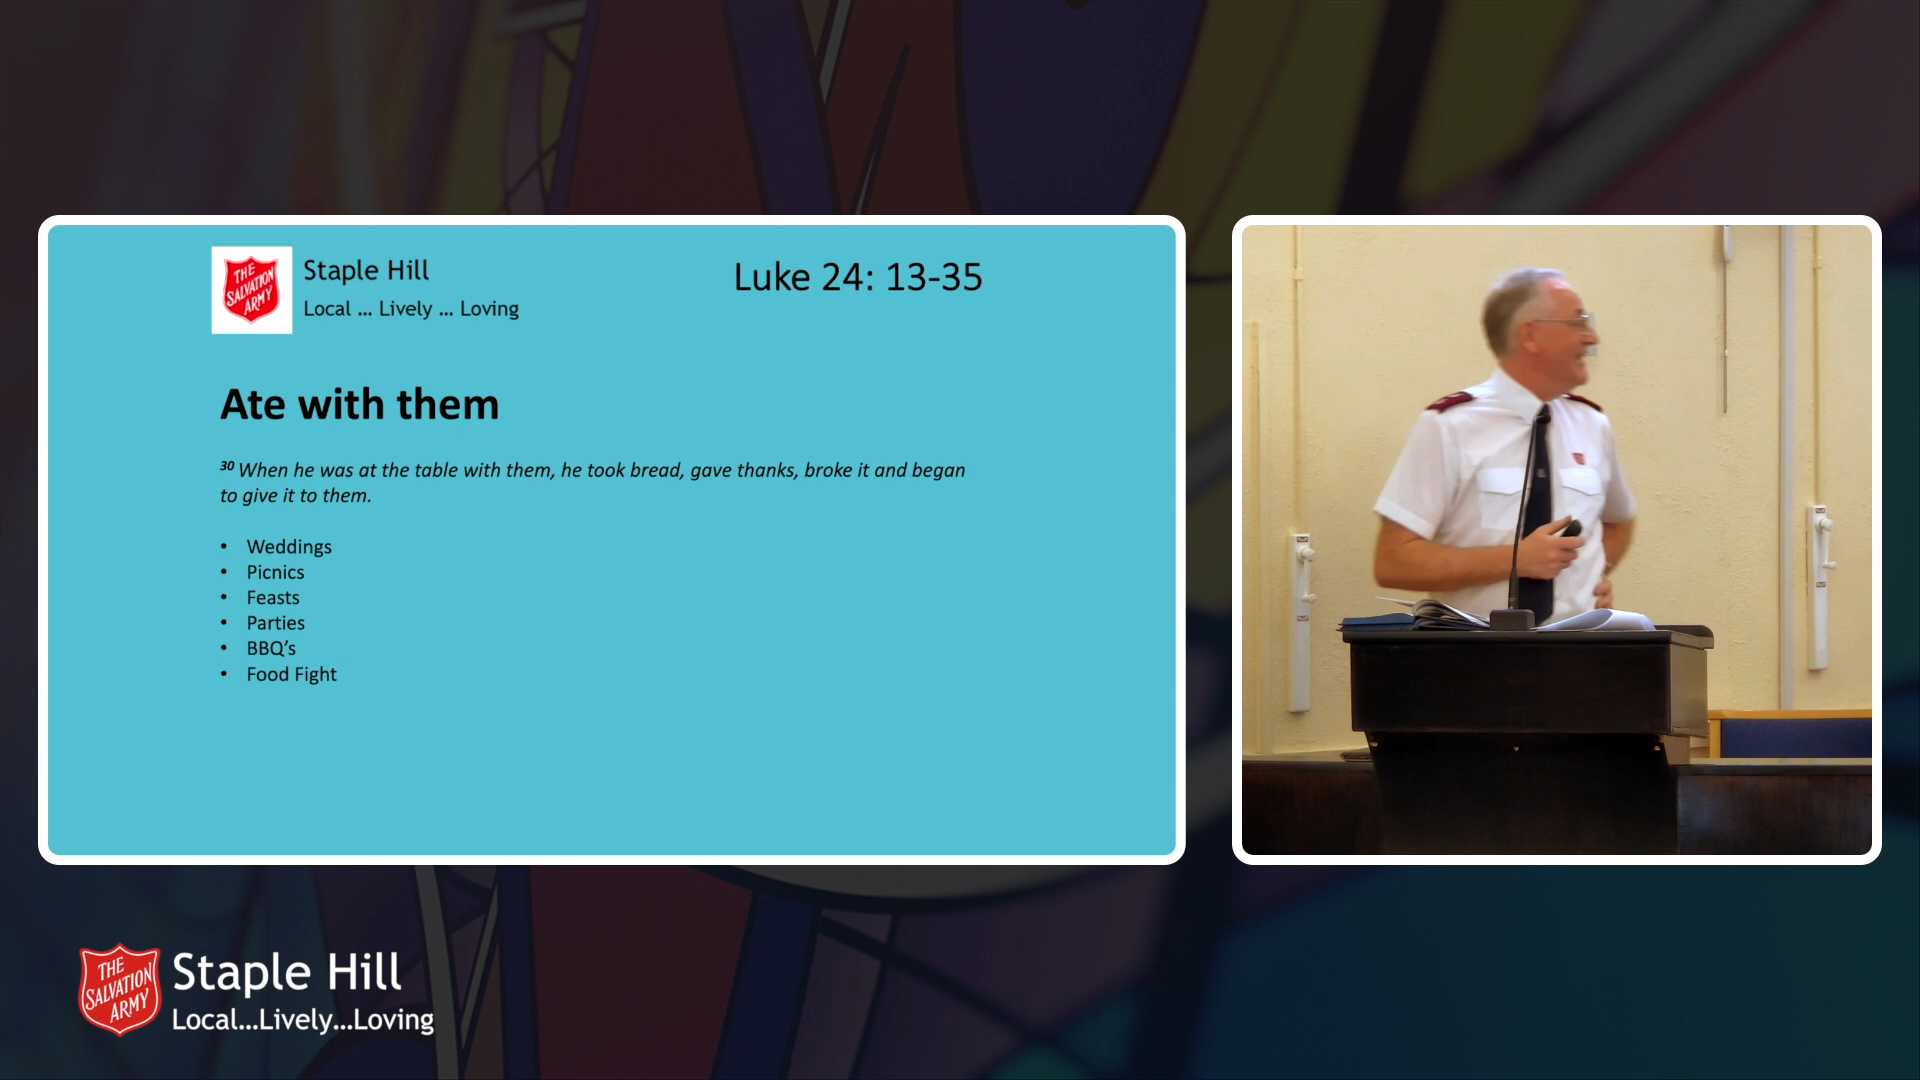 THE
SALVATION
ARMY
Staple Hill
Local ... Lively ... Loving
Luke 24: 13-35
Ate with them
30 When he was at the table with them, he took bread, gave thanks, broke it and began
to give it to them.
• Weddings
• Picnics
• Feasts
• Parties
• BBQ’s
• Food Fight
THE
SALVATION
ARMY
Staple Hill
Local...Lively...Loving